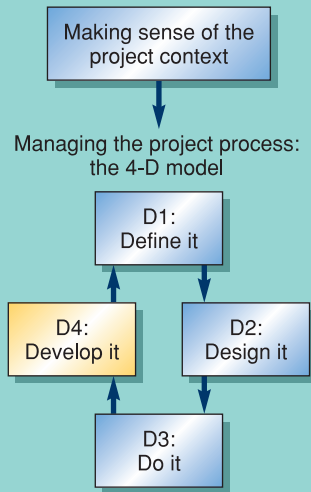 Making sense of the
project context
Managing the project process:
the 4-D model
D1:
Define it
D4:
Develop it
D2:
Design it
D3:
Do it